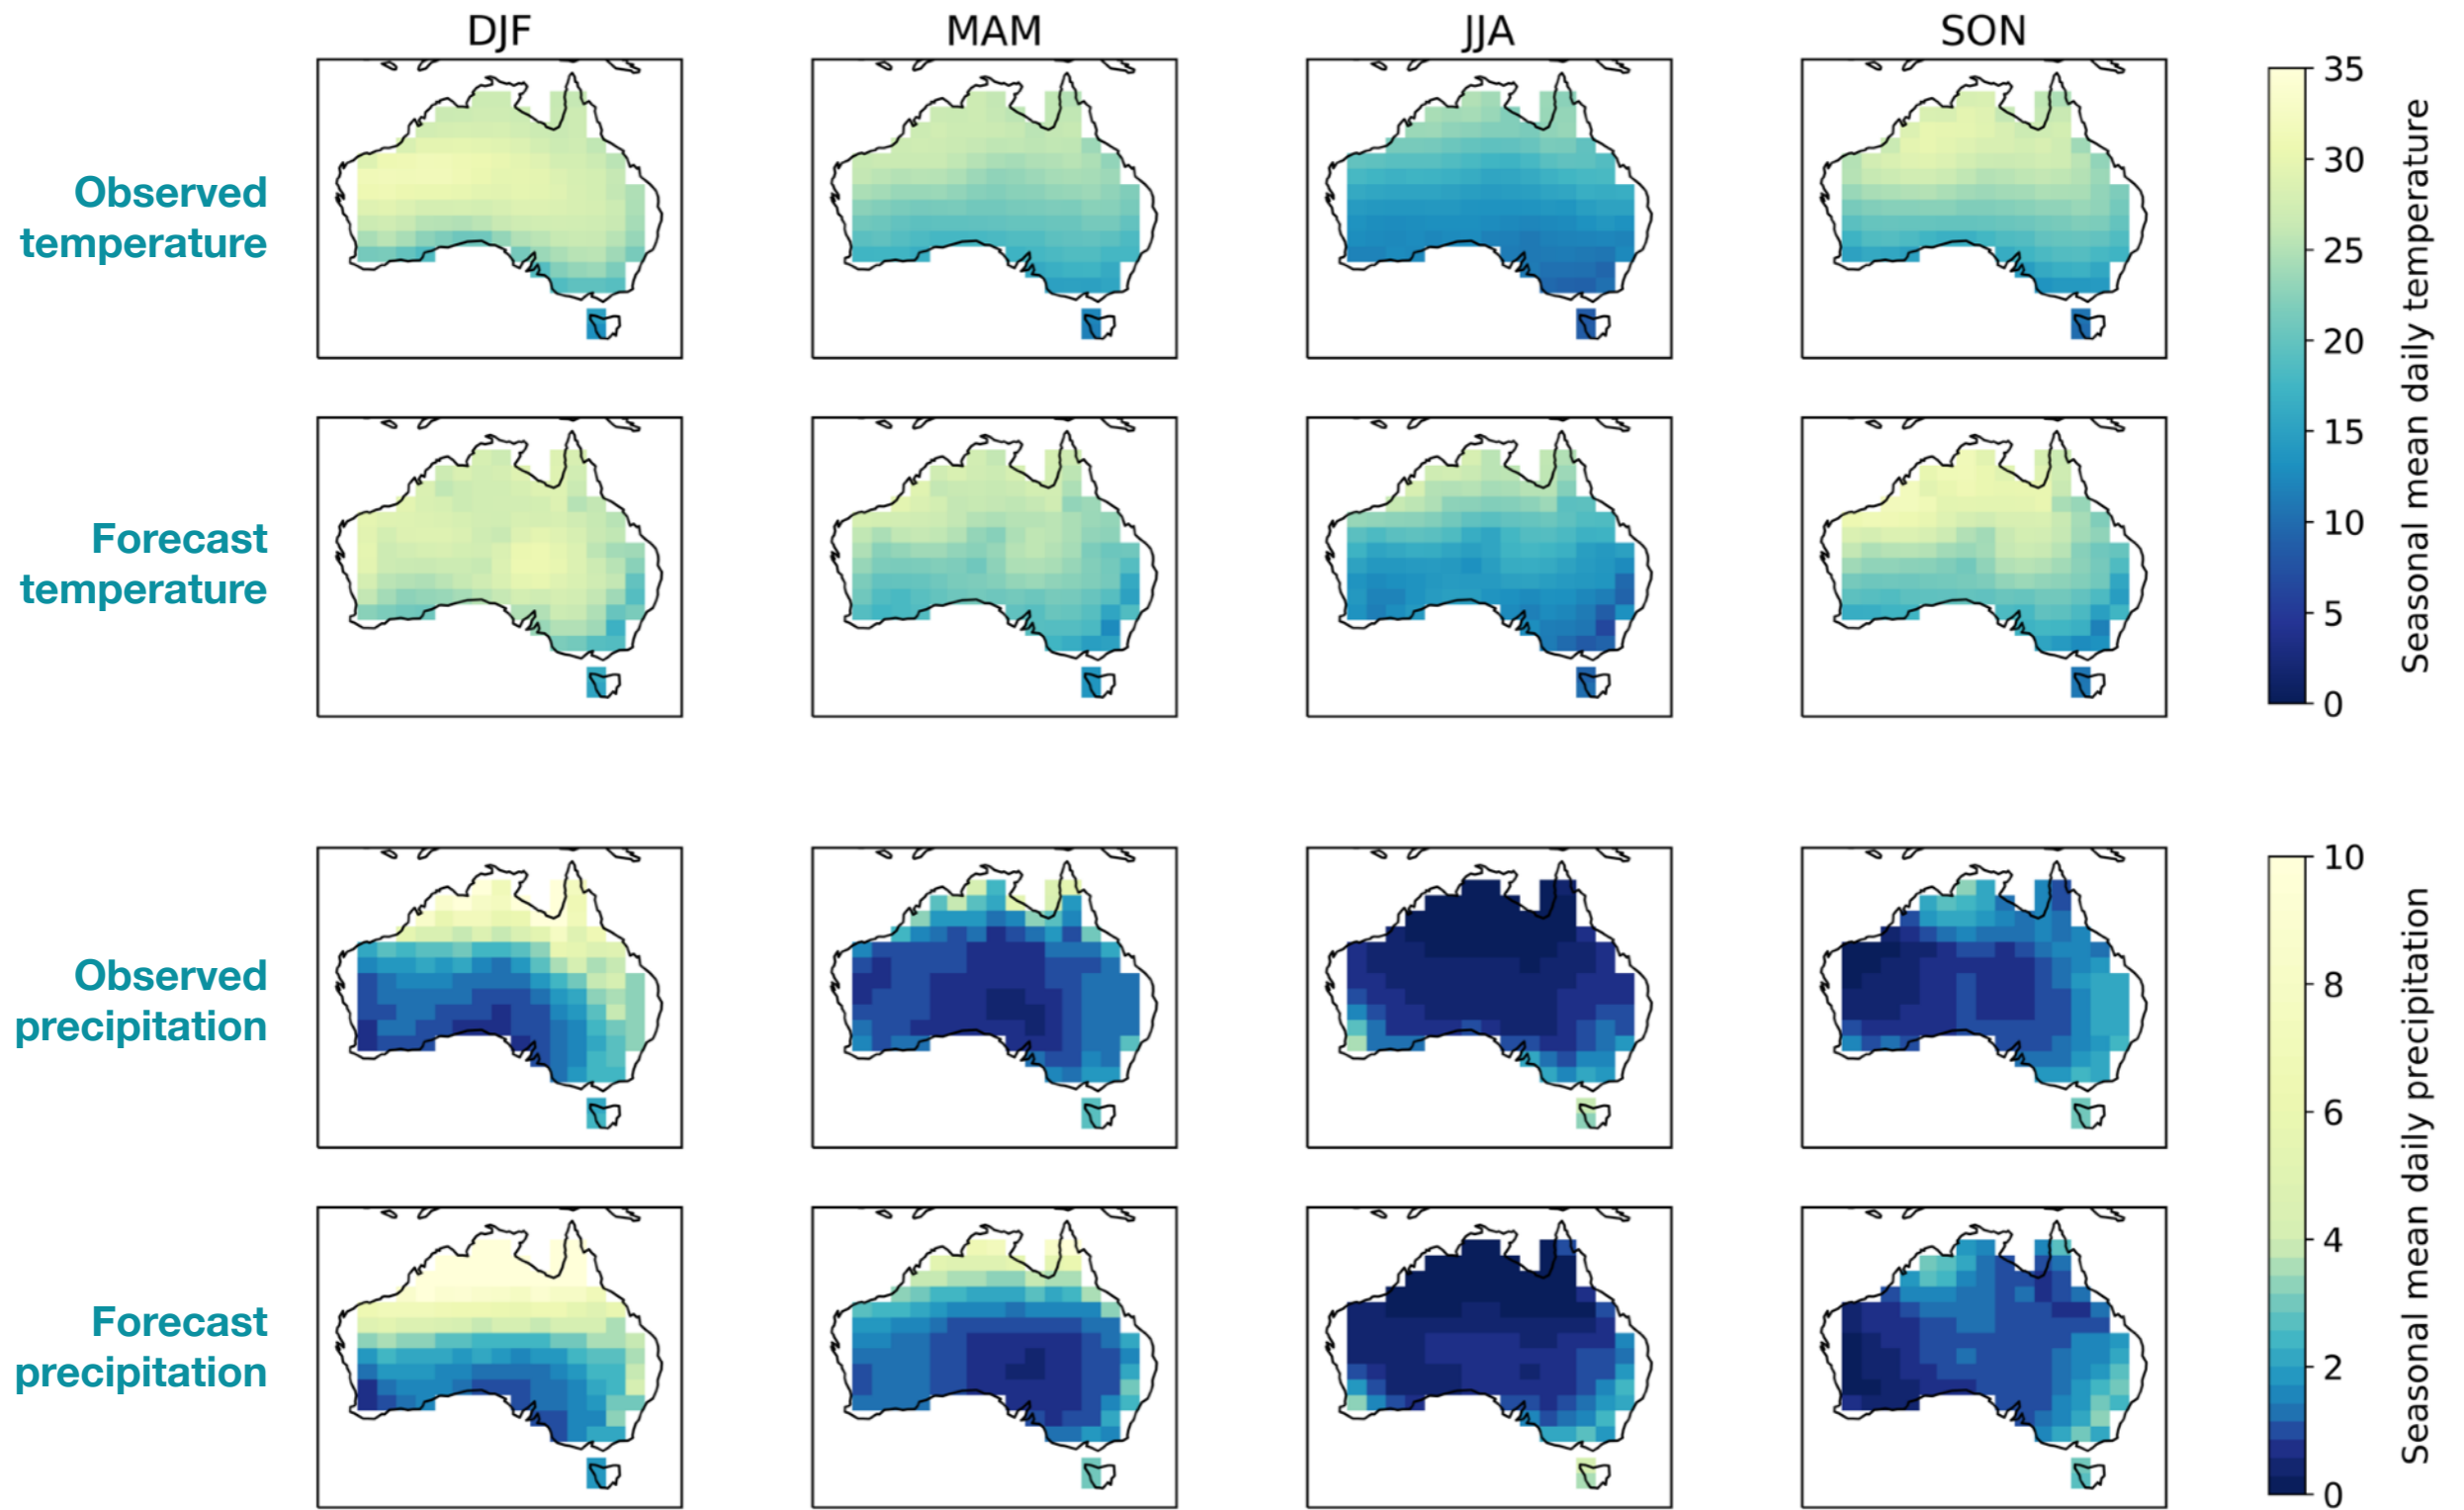 DJF MAM JJA SON
Observed
temperature
Forecast
temperature
35
30
25
20
15
10
5
0
Seasonal mean daily temperature
Observed
precipitation
Forecast
precipitation
10
8
6
4
2
0
Seasonal mean daily precipitation